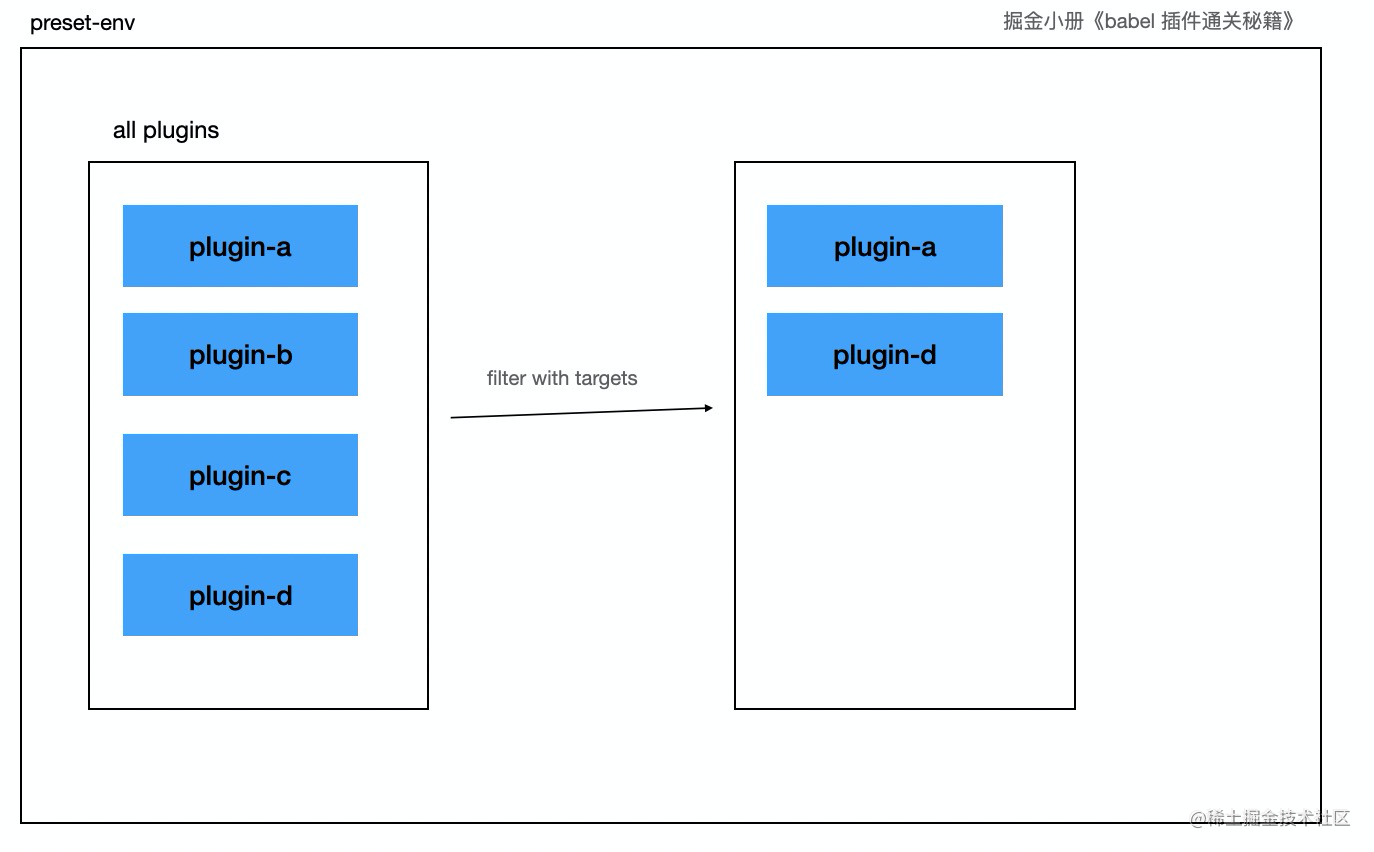 preset-env
掘金小册《babel 插件通关秘籍》
all plugins
plugin-a
plugin-b
plugin-c
plugin-d
filter with targets
plugin-a
plugin-d
@稀土掘金技术社区